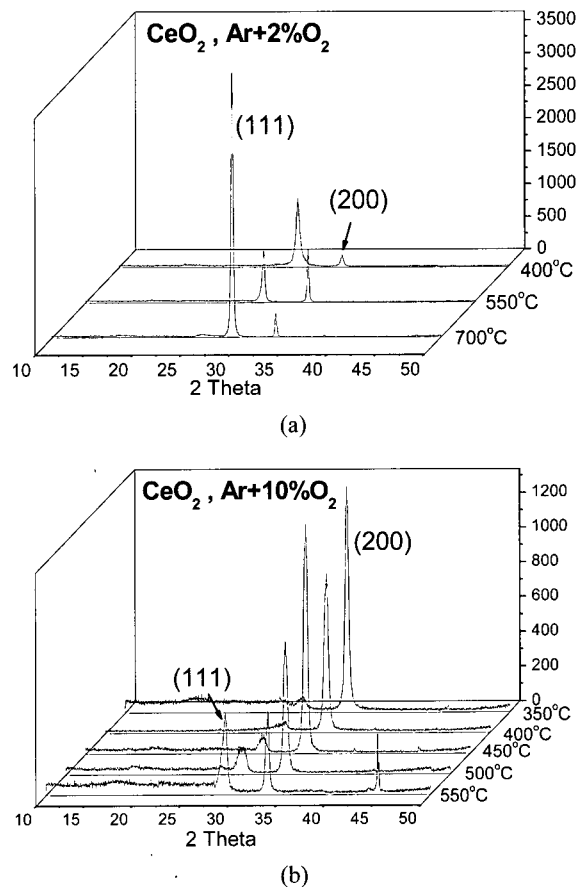 CeO2 , Ar+2%O2
3500
3000
2500
2000
1500
1000
500
0
(111)
(200)
400°C
550°C
700°C
10 15 20 25 30 35 40 45 50
2 Theta
(a)
CeO2 , Ar+10%O2
1200
1000
800
600
400
200
0
(200)
(111)
350°C
400°C
450°C
500°C
550°C
10 15 20 25 30 35 40 45 50
2 Theta
(b)